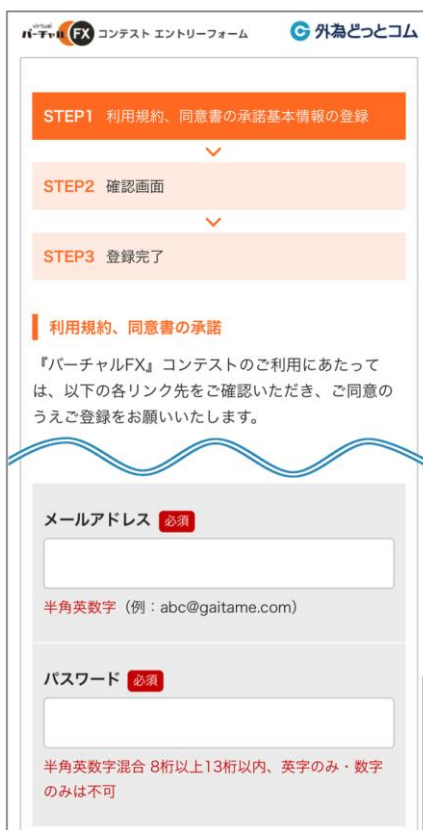 virtual
バーチャルFX コンテスト エントリーフォーム
外為どっとコム
STEP1 利用規約、同意書の承諾基本情報の登録
STEP2 確認画面
STEP3 登録完了
利用規約、同意書の承諾
『バーチャルFX』コンテストのご利用にあたって
は、以下の各リンク先をご確認いただき、ご同意の
うえご登録をお願いいたします。
メールアドレス 必須
半角英数字（例：abc@gaitame.com）
パスワード 必須
半角英数字混合 8桁以上13桁以内、英字のみ・数字
のみは不可